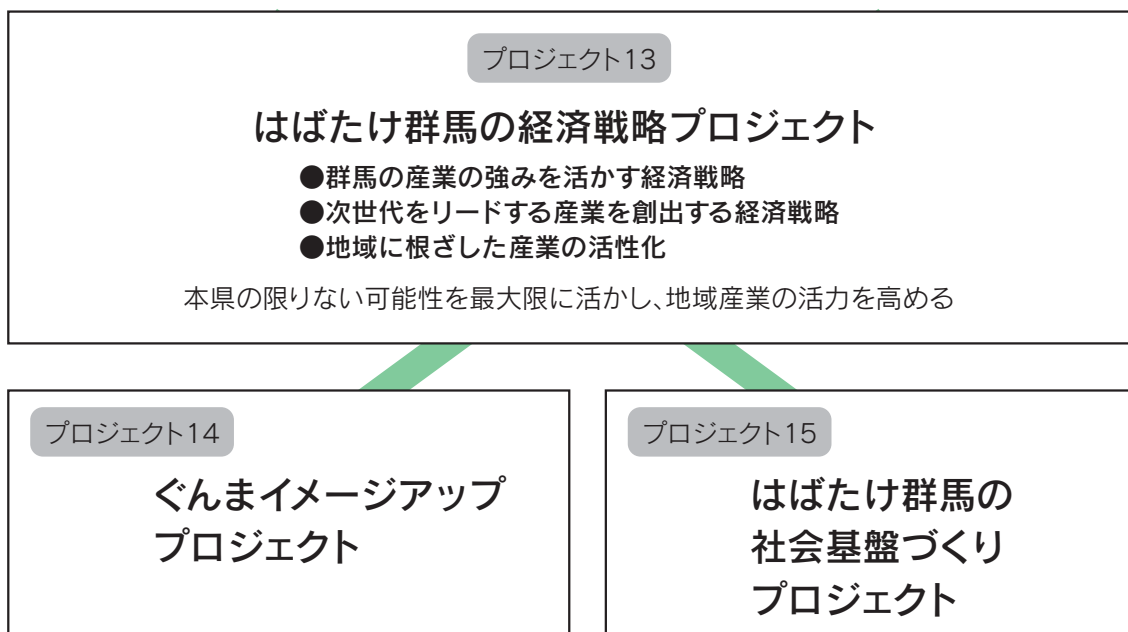 プロジェクト13
はばたけ群馬の経済戦略プロジェクト
●群馬の産業の強みを活かす経済戦略
●次世代をリードする産業を創出する経済戦略
●地域に根ざした産業の活性化
本県の限りない可能性を最大限に活かし、地域産業の活力を高める
プロジェクト14
ぐんまイメージアップ
プロジェクト
プロジェクト15
はばたけ群馬の
社会基盤づくり
プロジェクト